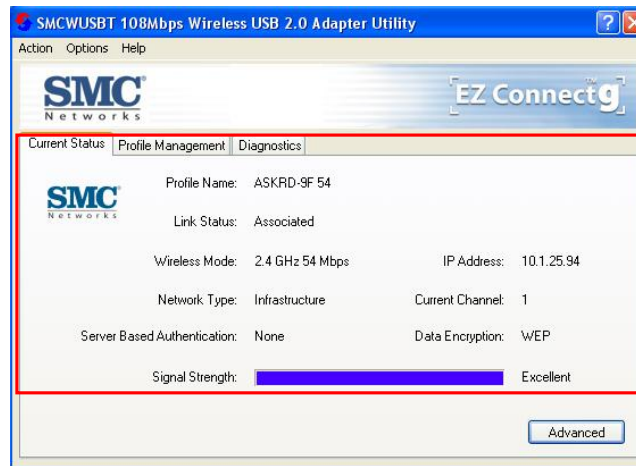 SMCWUSBT 108Mbps Wireless USB 2.0 Adapter Utility
Action Options Help
SMC®
Networks
EZ Connect™ g
Current Status Profile Management Diagnostics
SMC®
Networks
Profile Name: ASKRD-9F 54
Link Status: Associated
Wireless Mode: 2.4 GHz 54 Mbps IP Address: 10.1.25.94
Network Type: Infrastructure Current Channel: 1
Server Based Authentication: None Data Encryption: WEP
Signal Strength: Excellent
Advanced